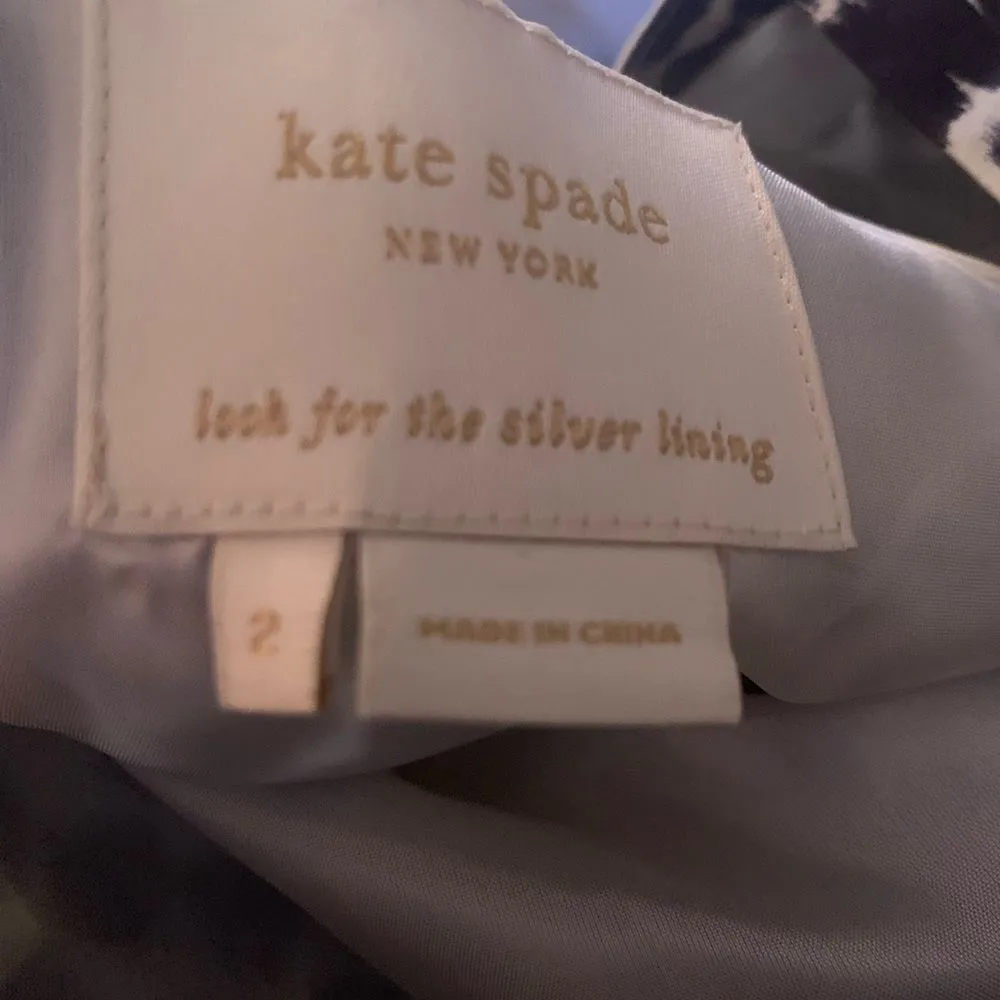 kate spade
NEW YORK
look for the silver lining
2
MADE IN CHINA